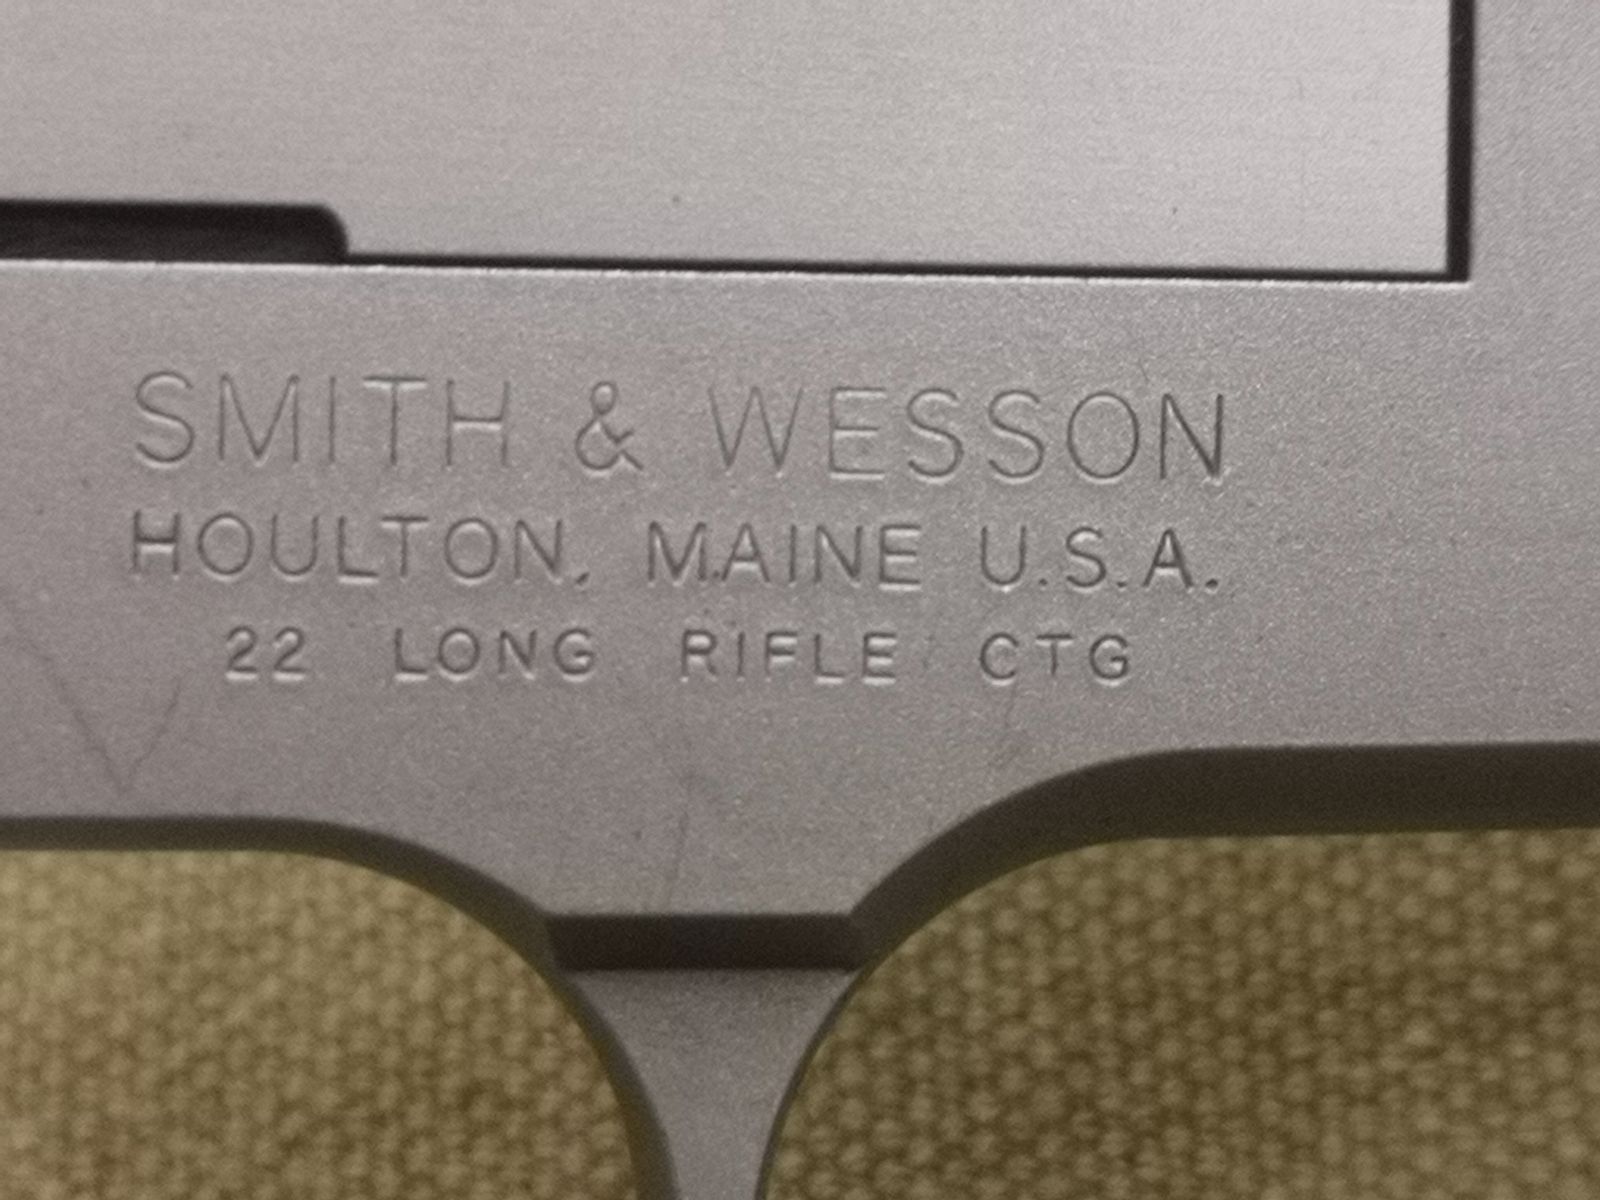 SMITH & WESSON
HOULTON, MAINE U.S.A.
22 LONG RIFLE CTG